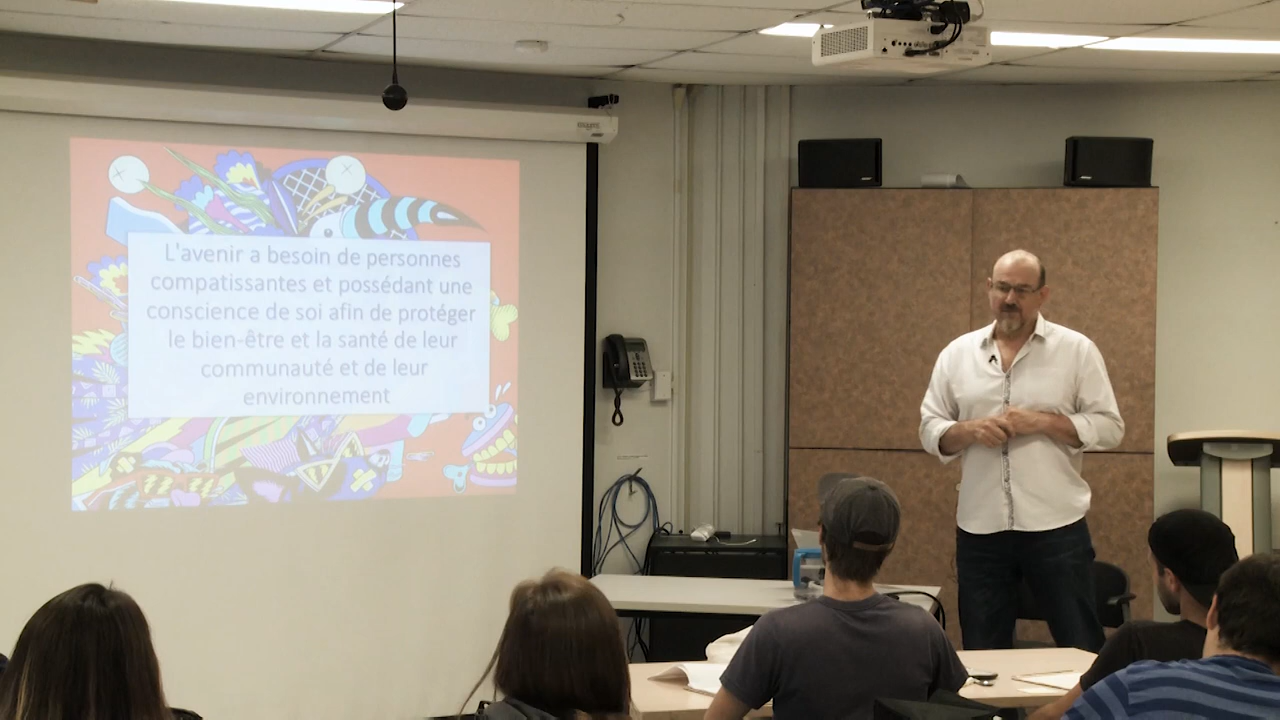 L'avenir a besoin de personnes
compatissantes et possédant une
conscience de soi afin de protéger
le bien-être et la santé de leur
communauté et de leur
environnement